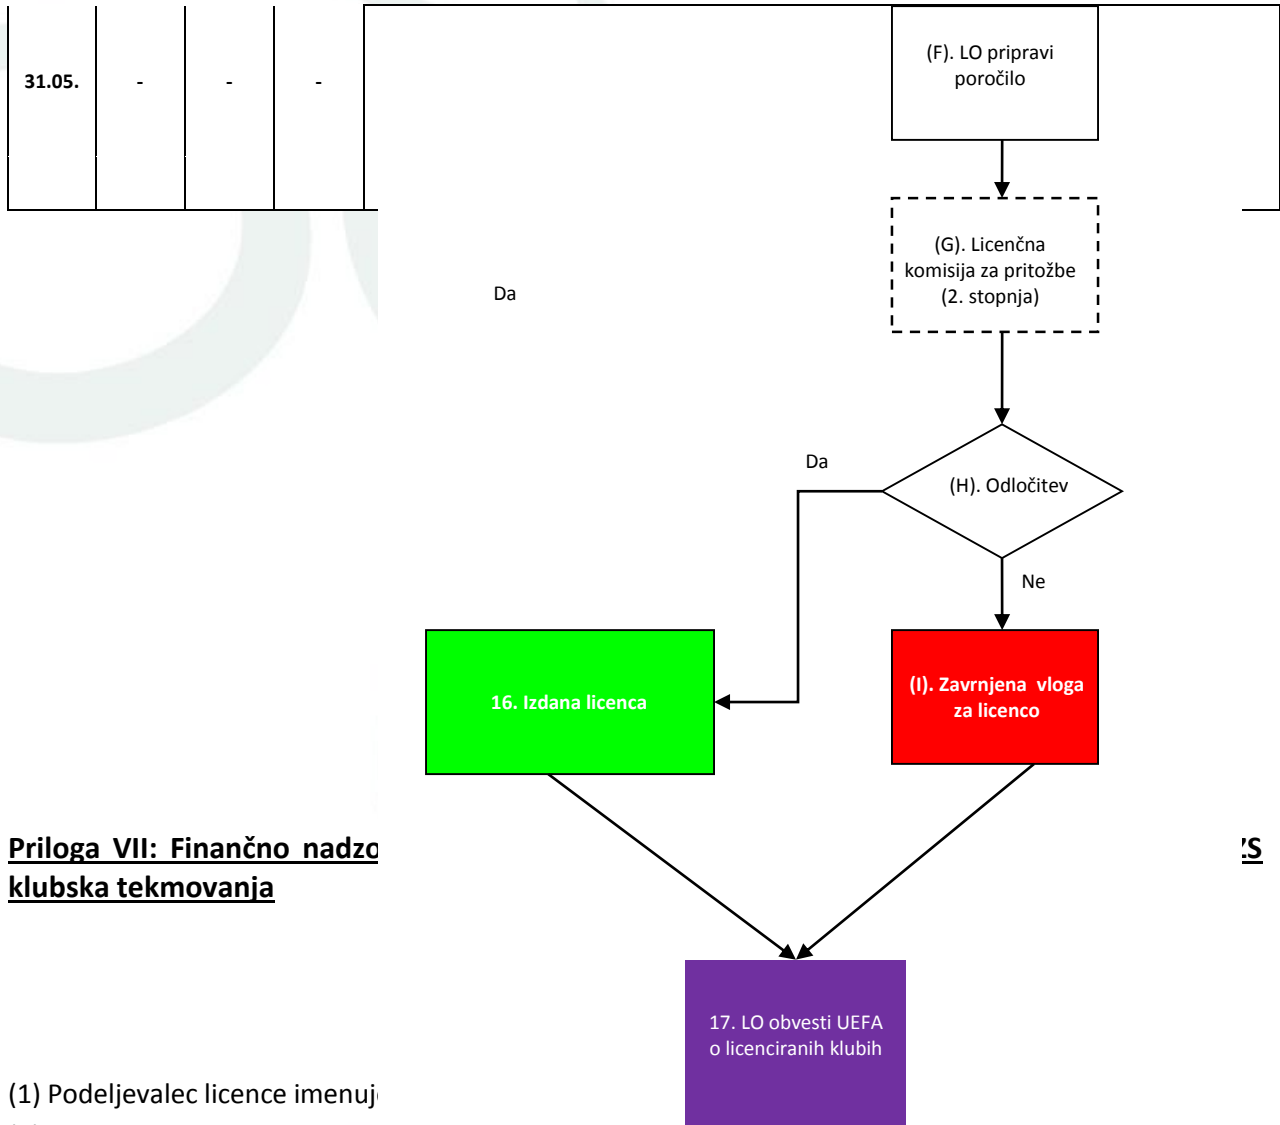 31.05.
-
-
-
(F). LO pripravi
poročilo
(G). Licenčna
komisija za pritožbe
(2. stopnja)
Da
Da
(H). Odločitev
Ne
16. Izdana licenca
(I). Zavrnjena vloga
za licenco
Priloga VII: Finančno nadzo
ZS
klubska tekmovanja
17. LO obvesti UEFA
o licenciranih klubih
(1) Podeljevalec licence imenuj